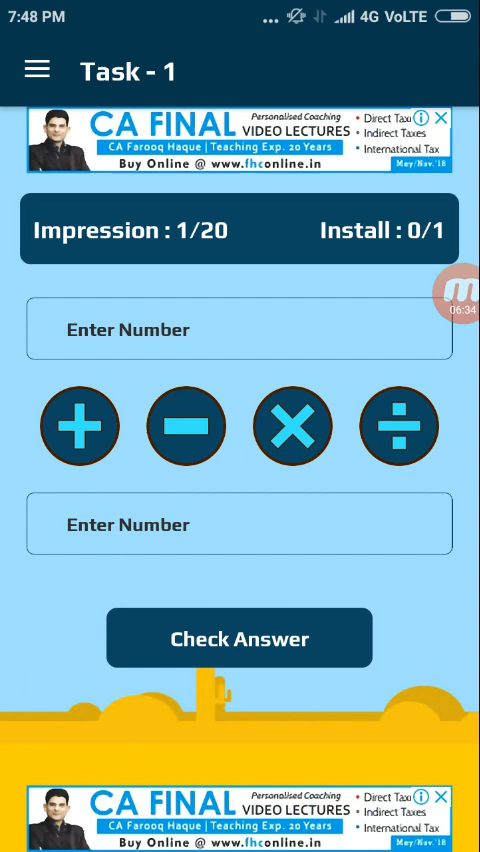 7:48 PM ... 4G VoLTE
Task - 1
CA FINAL
Personalised Coaching
VIDEO LECTURES
CA Farooq Haque | Teaching Exp. 20 Years
Buy Online @ www.fhconline.in
• Direct Tax
• Indirect Taxes
• International Tax
May/Nov.'18
Impression : 1/20 Install : 0/1
06:34
Enter Number
Enter Number
Check Answer
CA FINAL
Personalised Coaching
VIDEO LECTURES
CA Farooq Haque | Teaching Exp. 20 Years
Buy Online @ www.fhconline.in
• Direct Tax
• Indirect Taxes
• International Tax
May/Nov.'18